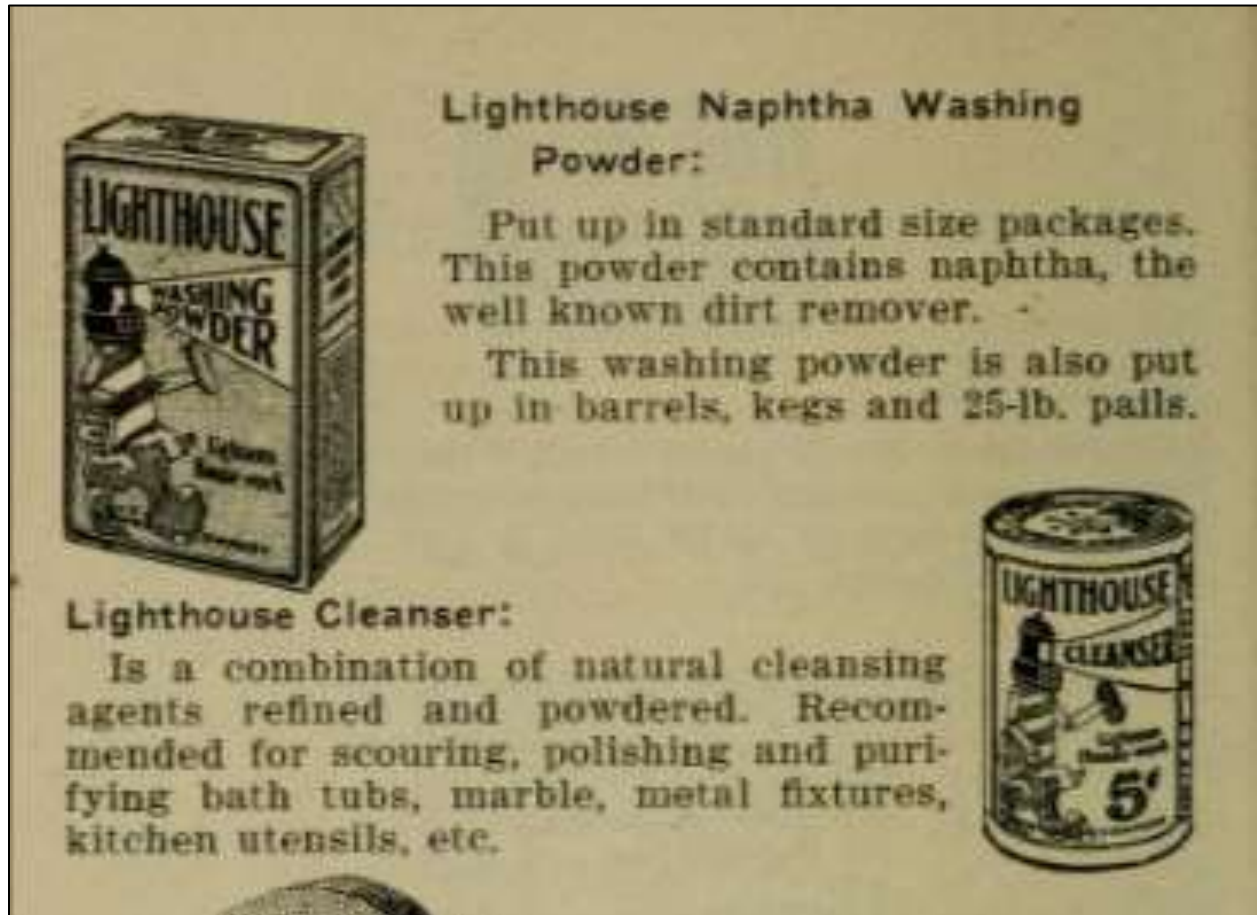 Lighthouse Naphtha Washing
Powder:
LIGHTHOUSE
WASHING
POWDER
Put up in standard size packages.
This powder contains naphtha, the
well known dirt remover.
This washing powder is also put
up in barrels, kegs and 25-lb. pails.
Lighthouse Cleanser:
Is a combination of natural cleansing
agents refined and powdered. Recom-
mended for scouring, polishing and puri-
fying bath tubs, marble, metal fixtures,
kitchen utensils, etc.
LIGHTHOUSE
CLEANSER
5¢